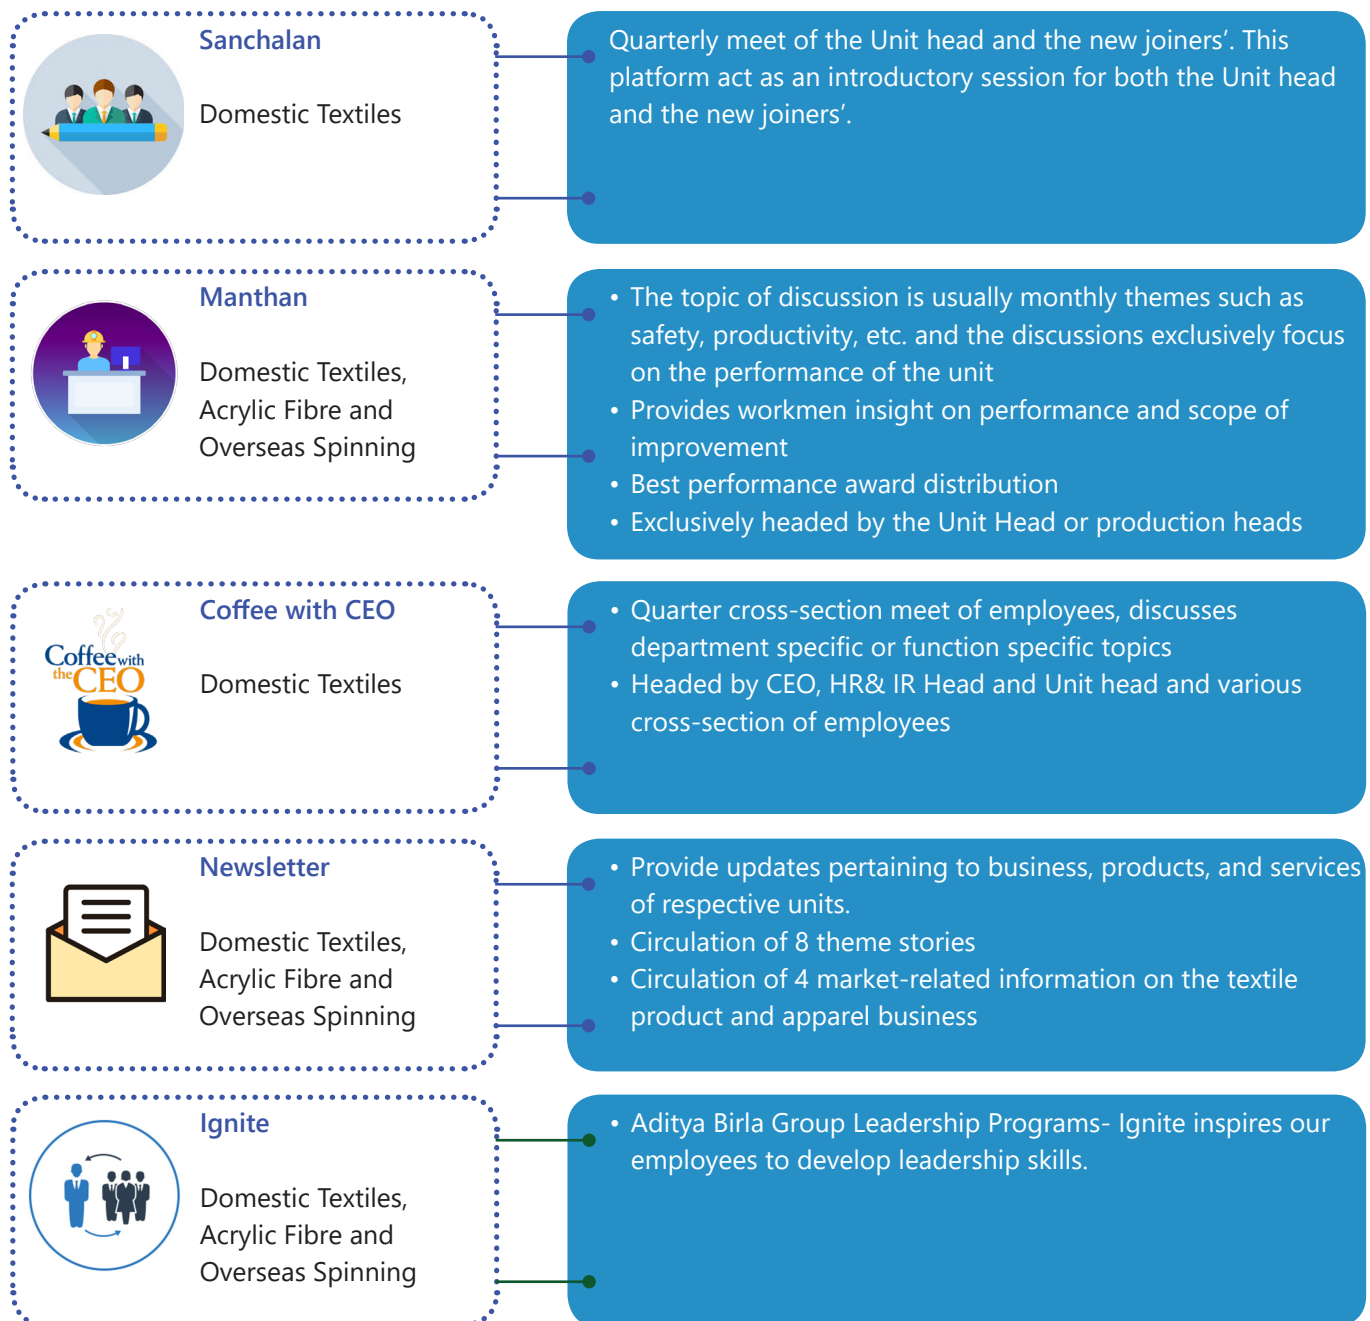 Sanchalan
Domestic Textiles
Quarterly meet of the Unit head and the new joiners’. This
platform act as an introductory session for both the Unit head
and the new joiners’.
Manthan
Domestic Textiles,
Acrylic Fibre and
Overseas Spinning
• The topic of discussion is usually monthly themes such as
safety, productivity, etc. and the discussions exclusively focus
on the performance of the unit
• Provides workmen insight on performance and scope of
improvement
• Best performance award distribution
• Exclusively headed by the Unit Head or production heads
Coffee with
the CEO
Coffee with CEO
Domestic Textiles
• Quarter cross-section meet of employees, discusses
department specific or function specific topics
• Headed by CEO, HR& IR Head and Unit head and various
cross-section of employees
Newsletter
Domestic Textiles,
Acrylic Fibre and
Overseas Spinning
• Provide updates pertaining to business, products, and services
of respective units.
• Circulation of 8 theme stories
• Circulation of 4 market-related information on the textile
product and apparel business
Ignite
Domestic Textiles,
Acrylic Fibre and
Overseas Spinning
• Aditya Birla Group Leadership Programs- Ignite inspires our
employees to develop leadership skills.